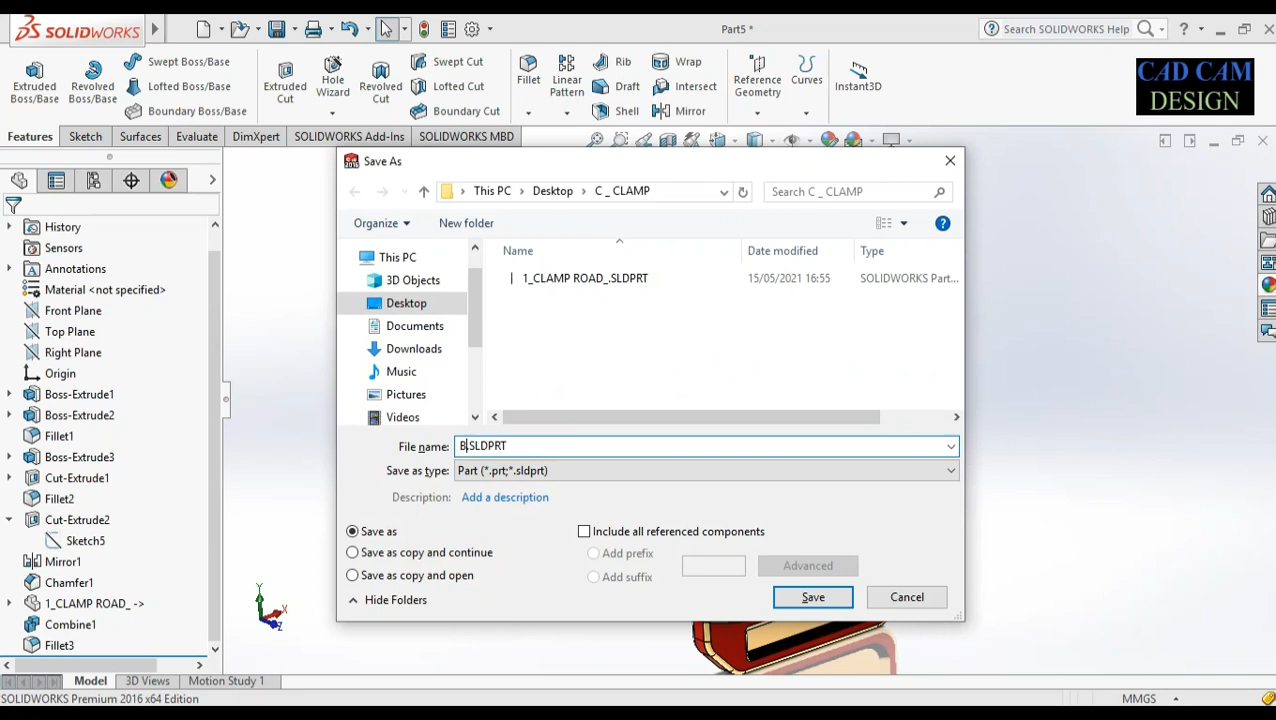 SOLIDWORKS
Part5 *
Search SOLIDWORKS Help
?
CAD CAM
DESIGN
Extruded
Boss/Base
Revolved
Boss/Base
Swept Boss/Base
Lofted Boss/Base
Boundary Boss/Base
Extruded
Cut
Hole
Wizard
Revolved
Cut
Swept Cut
Lofted Cut
Boundary Cut
Fillet
Linear
Pattern
Rib
Draft
Shell
Wrap
Intersect
Mirror
Reference
Geometry
Curves
Instant3D
Features
Sketch
Surfaces
Evaluate
DimXpert
SOLIDWORKS Add-Ins
SOLIDWORKS MBD
History
Sensors
Annotations
Material <not specified>
Front Plane
Top Plane
Right Plane
Origin
Boss-Extrude1
Boss-Extrude2
Fillet1
Boss-Extrude3
Cut-Extrude1
Fillet2
Cut-Extrude2
Sketch5
Mirror1
Chamfer1
1_CLAMP ROAD_ ->
Combine1
Fillet3
2016
Save As
This PC
Desktop
C _ CLAMP
Search C _ CLAMP
Organize
New folder
?
This PC
3D Objects
Desktop
Documents
Downloads
Music
Pictures
Videos
Name
Date modified
Type
1_CLAMP ROAD_.SLDPRT
15/05/2021 16:55
SOLIDWORKS Part...
File name:
B.SLDPRT
Save as type:
Part (*.prt;*.sldprt)
Description:
Add a description
Save as
Save as copy and continue
Save as copy and open
Include all referenced components
Add prefix
Add suffix
Advanced
Hide Folders
Save
Cancel
Y
X
Z
Model
3D Views
Motion Study 1
SOLIDWORKS Premium 2016 x64 Edition
MMGS